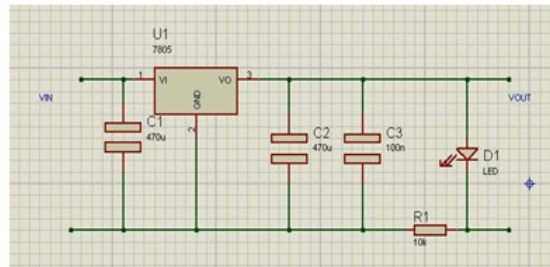 U1
7805
1
VI
VO
3
GND
2
VIN
VOUT
C1
470u
C2
470u
C3
100n
D1
LED
R1
10k